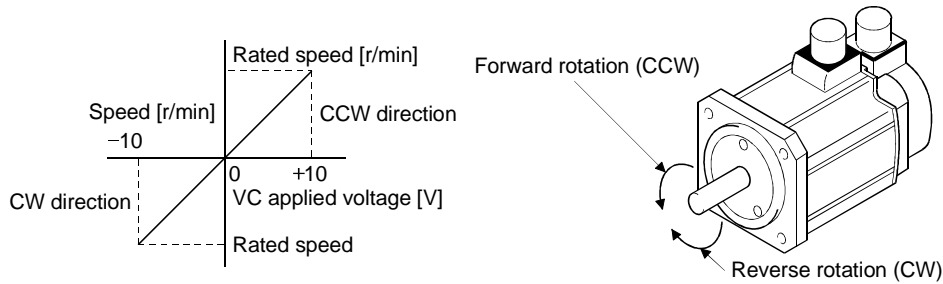 Rated speed [r/min]
Speed [r/min]
CCW direction
−10
0
+10
VC applied voltage [V]
CW direction
Rated speed
Forward rotation (CCW)
Reverse rotation (CW)